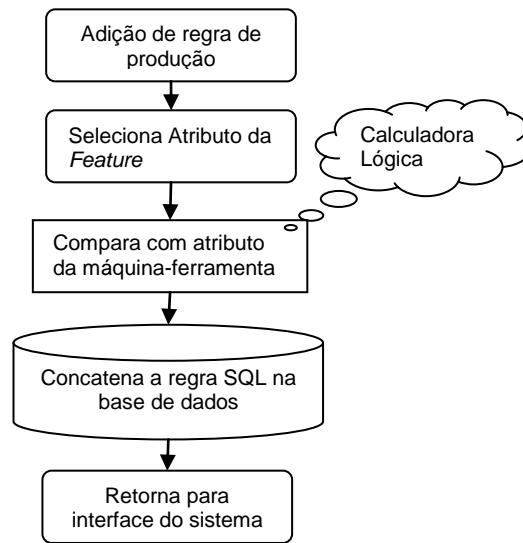 Adição de regra de
produção
Seleciona Atributo da
Feature
Calculadora
Lógica
Compara com atributo
da máquina-ferramenta
Concatena a regra SQL na
base de dados
Retorna para
interface do sistema